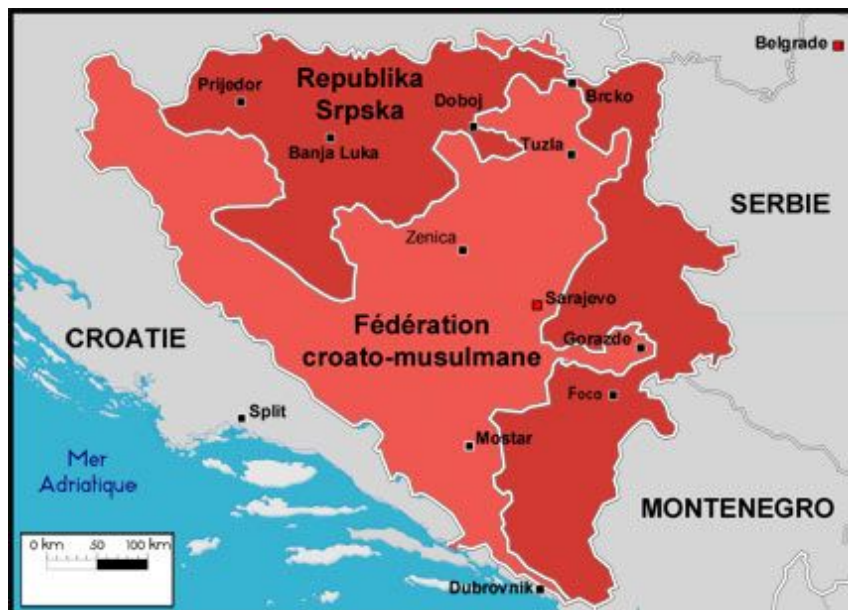 Belgrade
Prijedor
Republika
Srpska
Doboj
Brcko
Banja Luka
Tuzla
SERBIE
Zenica
Sarajevo
CROATIE
Fédération
croato-musulmane
Gorazde
Foco
Split
Mostar
Mer
Adriatique
MONTENEGRO
0 km 50 100 km
Dubrovnik